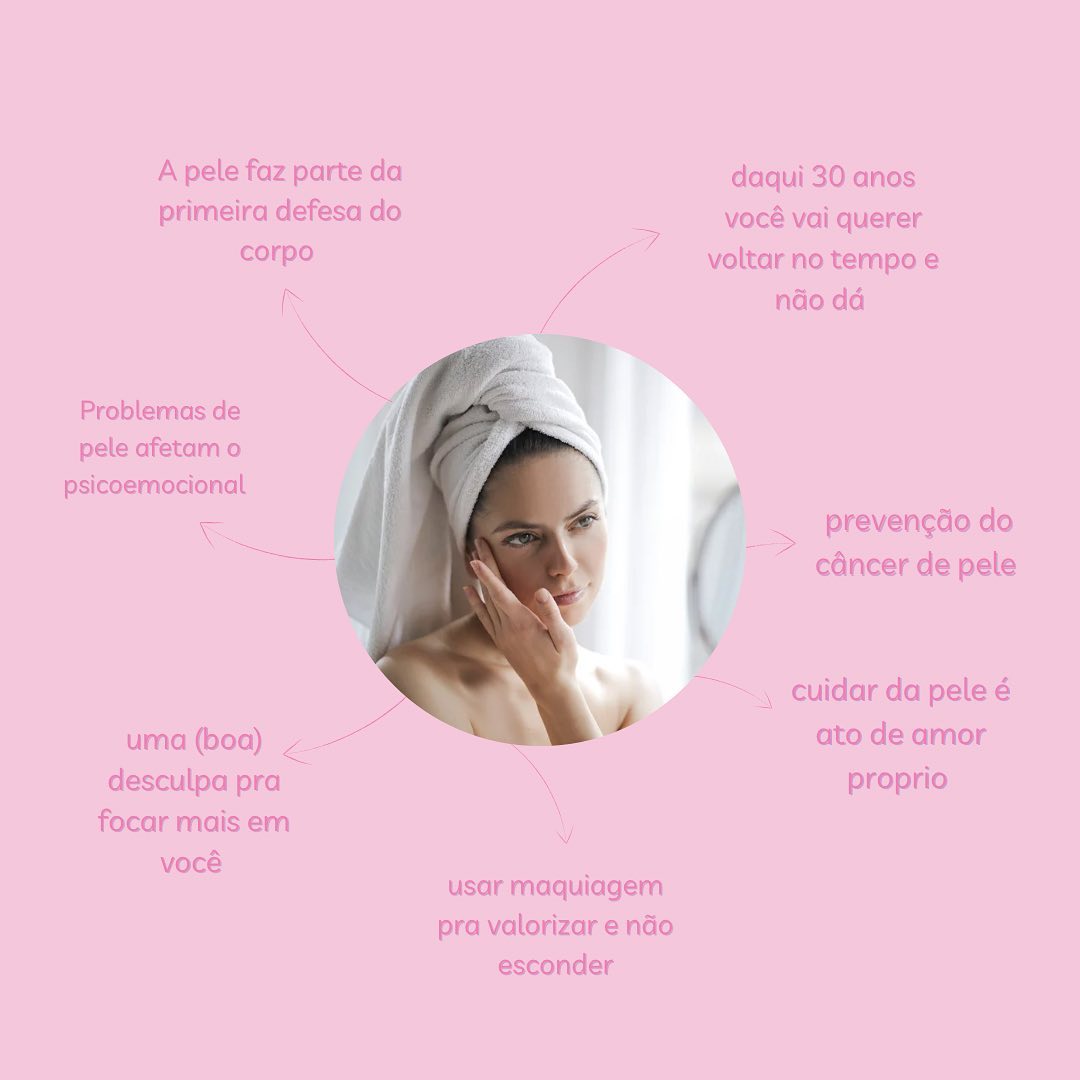 A pele faz parte da
primeira defesa do
corpo
daqui 30 anos
você vai querer
voltar no tempo e
não dá
Problemas de
pele afetam o
psicoemocional
prevenção do
câncer de pele
cuidar da pele é
ato de amor
proprio
uma (boa)
desculpa pra
focar mais em
você
usar maquiagem
pra valorizar e não
esconder